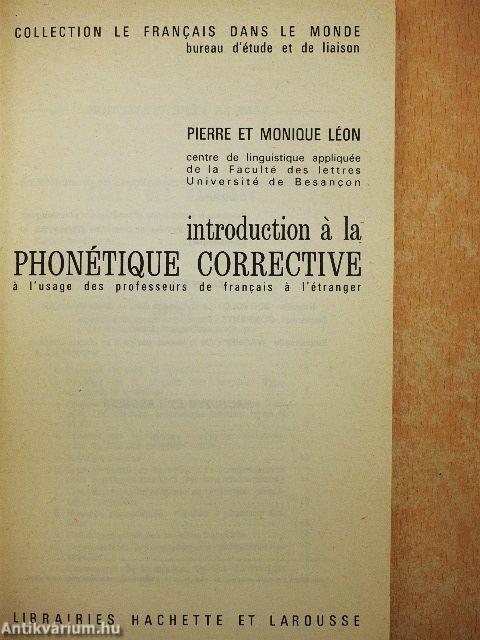 COLLECTION LE FRANÇAIS DANS LE MONDE
bureau d'étude et de liaison
PIERRE ET MONIQUE LÉON
centre de linguistique appliquée
de la Faculté des lettres
Université de Besançon
introduction à la
PHONÉTIQUE CORRECTIVE
à l'usage des professeurs de français à l'étranger
LIBRAIRIES HACHETTE ET LAROUSSE
Antikvarium.hu